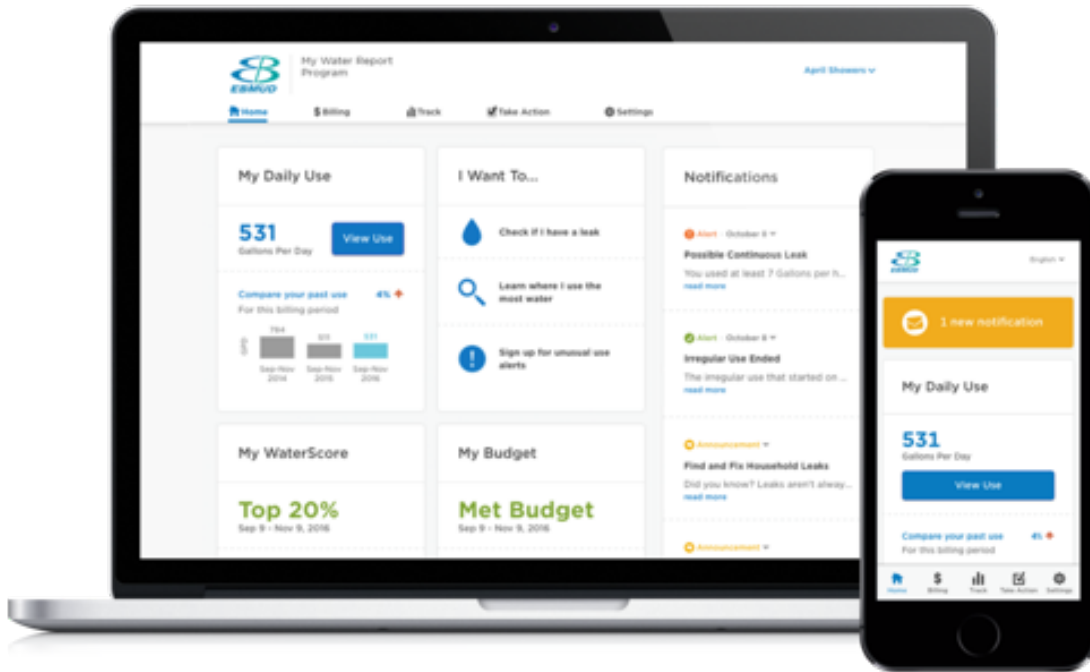 My Water Report
Program
EBMUD
April Showers
Home
$ Billing
Track
Take Action
Settings
My Daily Use
531
Gallons Per Day
View Use
Compare your past use 4%
For this billing period
GPD
784
531
Sep-Nov
2014
Sep-Nov
2015
Sep-Nov
2016
I Want To...
Check if I have a leak
Learn where I use the
most water
Sign up for unusual use
alerts
Notifications
Alert · October 8
Possible Continuous Leak
You used at least 7 Gallons per h...
read more
Alert · October 8
Irregular Use Ended
The irregular use that started on ...
read more
Announcement
Find and Fix Household Leaks
Did you know? Leaks aren't alway...
read more
Announcement
My WaterScore
Top 20%
Sep 9 - Nov 9, 2016
My Budget
Met Budget
Sep 9 - Nov 9, 2016
EBMUD
English
1 new notification
My Daily Use
531
Gallons Per Day
View Use
Compare your past use 4%
For this billing period
Home
$
Billing
Track
Take Action
Settings